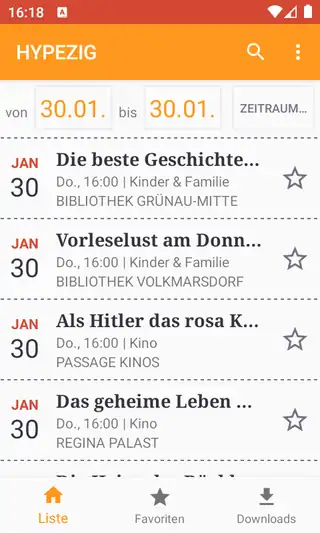 16:18 A
HYPEZIG
von 30.01. bis 30.01. ZEITRAUM...
JAN
30
Die beste Geschichte...
Do., 16:00 | Kinder & Familie
BIBLIOTHEK GRÜNAU-MITTE
JAN
30
Vorleselust am Donn...
Do., 16:00 | Kinder & Familie
BIBLIOTHEK VOLKMARSDORF
JAN
30
Als Hitler das rosa K...
Do., 16:00 | Kino
PASSAGE KINOS
JAN
30
Das geheime Leben ...
Do., 16:00 | Kino
REGINA PALAST
Liste
Favoriten
Downloads